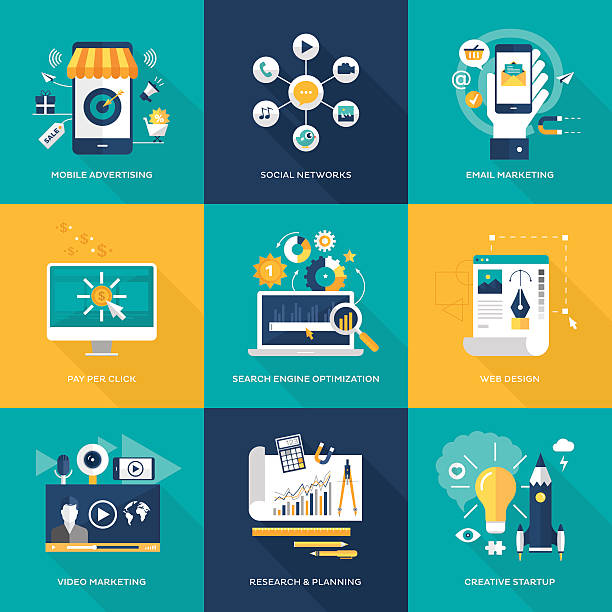 SALE
%
@
MOBILE ADVERTISING
SOCIAL NETWORKS
EMAIL MARKETING
$ $ $
$ $
$
1
PAY PER CLICK
SEARCH ENGINE OPTIMIZATION
WEB DESIGN
VIDEO MARKETING
RESEARCH & PLANNING
CREATIVE STARTUP